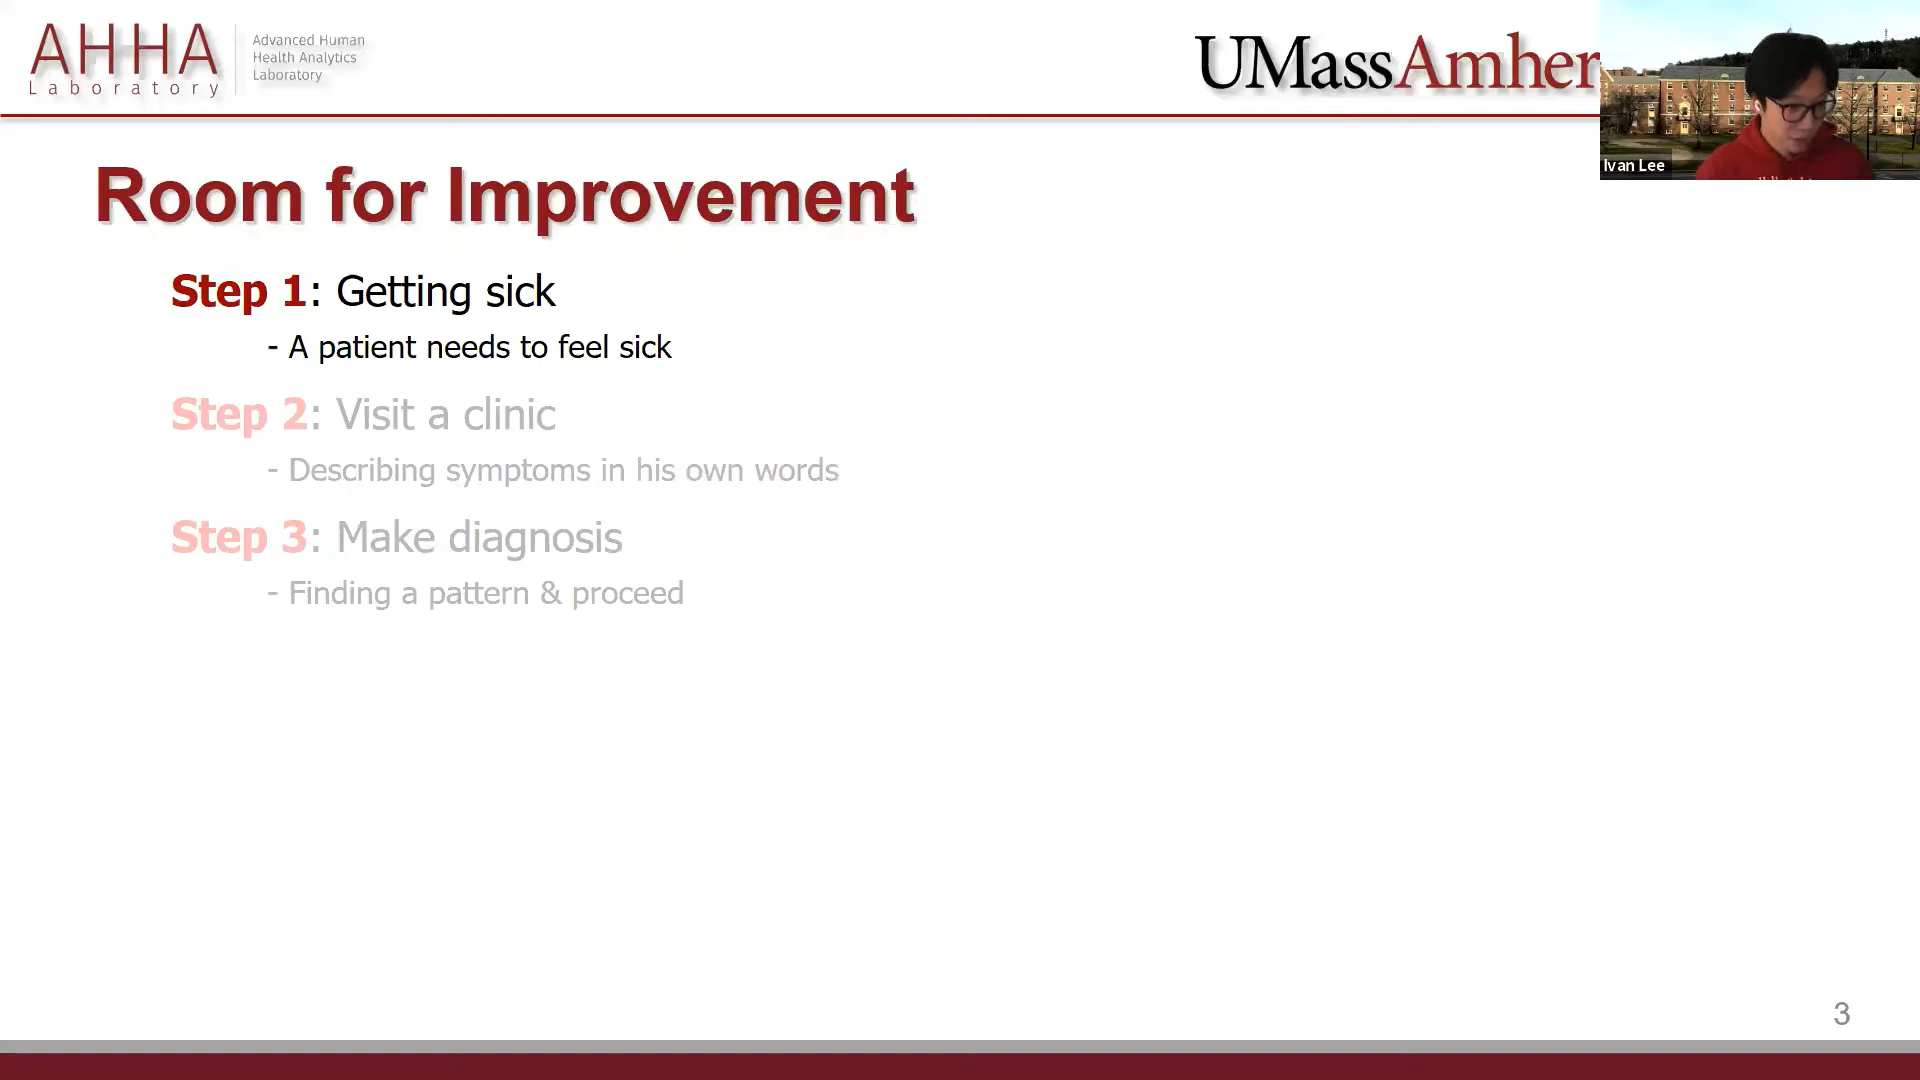 AHHA
Laboratory
Advanced Human
Health Analytics
Laboratory
UMassAmher
Ivan Lee
Room for Improvement
Step 1: Getting sick
- A patient needs to feel sick
Step 2: Visit a clinic
- Describing symptoms in his own words
Step 3: Make diagnosis
- Finding a pattern & proceed
3